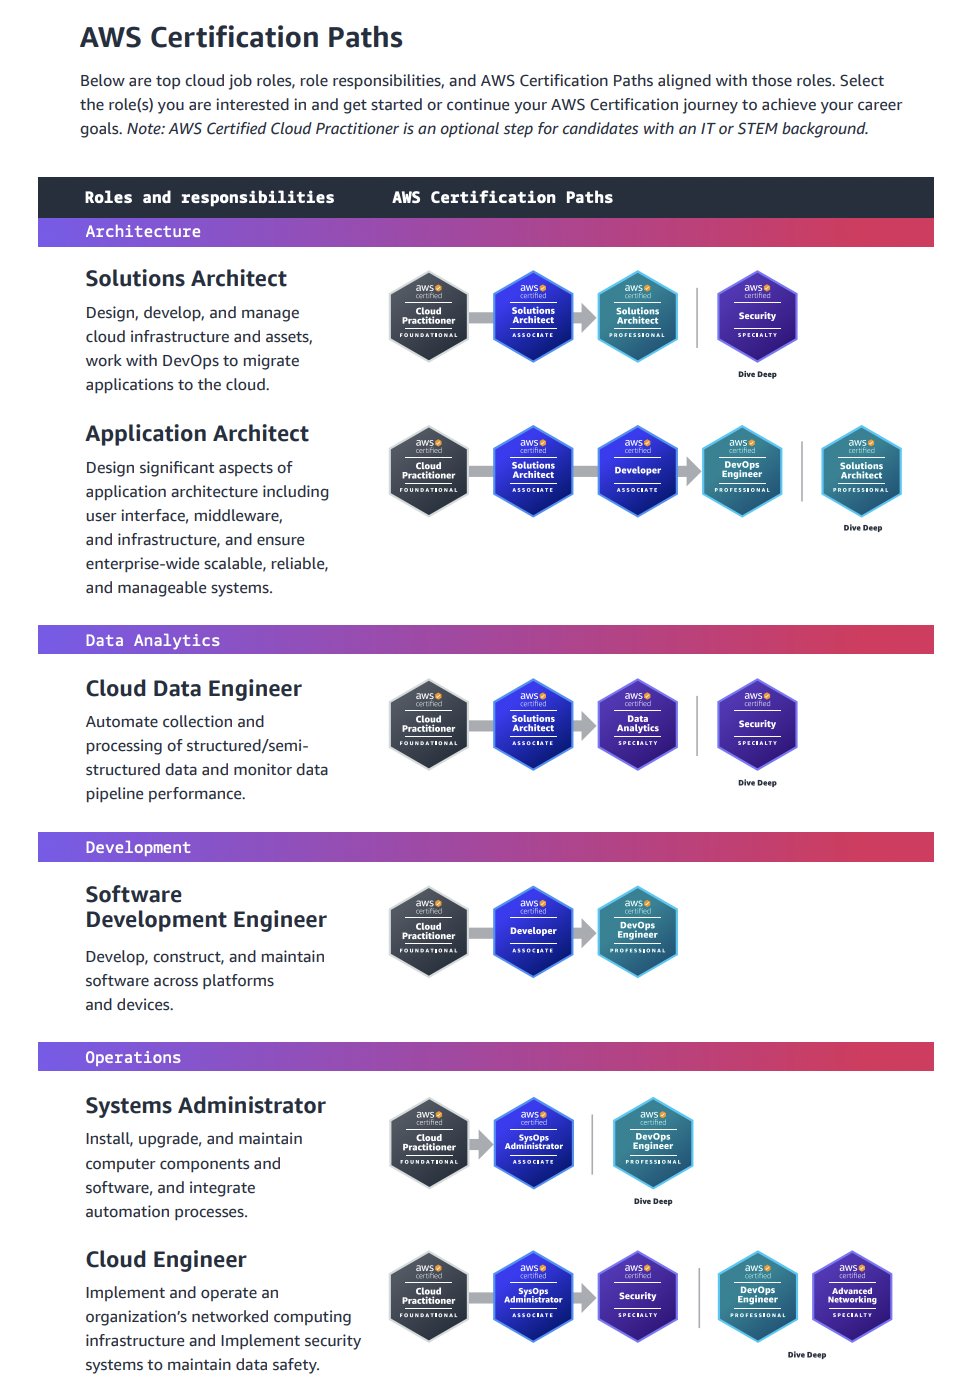 AWS Certification Paths
Below are top cloud job roles, role responsibilities, and AWS Certification Paths aligned with those roles. Select
the role(s) you are interested in and get started or continue your AWS Certification journey to achieve your career
goals. Note: AWS Certified Cloud Practitioner is an optional step for candidates with an IT or STEM background.
Roles and responsibilities
AWS Certification Paths
Architecture
Solutions Architect
Design, develop, and manage
cloud infrastructure and assets,
work with DevOps to migrate
applications to the cloud.
aws
certified
Cloud
Practitioner
FOUNDATIONAL
aws
certified
Solutions
Architect
ASSOCIATE
aws
certified
Solutions
Architect
PROFESSIONAL
aws
certified
Security
SPECIALTY
Dive Deep
Application Architect
Design significant aspects of
application architecture including
user interface, middleware,
and infrastructure, and ensure
enterprise-wide scalable, reliable,
and manageable systems.
aws
certified
Cloud
Practitioner
FOUNDATIONAL
aws
certified
Solutions
Architect
ASSOCIATE
aws
certified
Developer
ASSOCIATE
aws
certified
DevOps
Engineer
PROFESSIONAL
aws
certified
Solutions
Architect
PROFESSIONAL
Dive Deep
Data Analytics
Cloud Data Engineer
Automate collection and
processing of structured/semi-
structured data and monitor data
pipeline performance.
aws
certified
Cloud
Practitioner
FOUNDATIONAL
aws
certified
Solutions
Architect
ASSOCIATE
aws
certified
Data
Analytics
SPECIALTY
aws
certified
Security
SPECIALTY
Dive Deep
Development
Software
Development Engineer
Develop, construct, and maintain
software across platforms
and devices.
aws
certified
Cloud
Practitioner
FOUNDATIONAL
aws
certified
Developer
ASSOCIATE
aws
certified
DevOps
Engineer
PROFESSIONAL
Operations
Systems Administrator
Install, upgrade, and maintain
computer components and
software, and integrate
automation processes.
aws
certified
Cloud
Practitioner
FOUNDATIONAL
aws
certified
SysOps
Administrator
ASSOCIATE
aws
certified
DevOps
Engineer
PROFESSIONAL
Dive Deep
Cloud Engineer
Implement and operate an
organization's networked computing
infrastructure and Implement security
systems to maintain data safety.
aws
certified
Cloud
Practitioner
FOUNDATIONAL
aws
certified
SysOps
Administrator
ASSOCIATE
aws
certified
Security
SPECIALTY
aws
certified
DevOps
Engineer
PROFESSIONAL
aws
certified
Advanced
Networking
SPECIALTY
Dive Deep